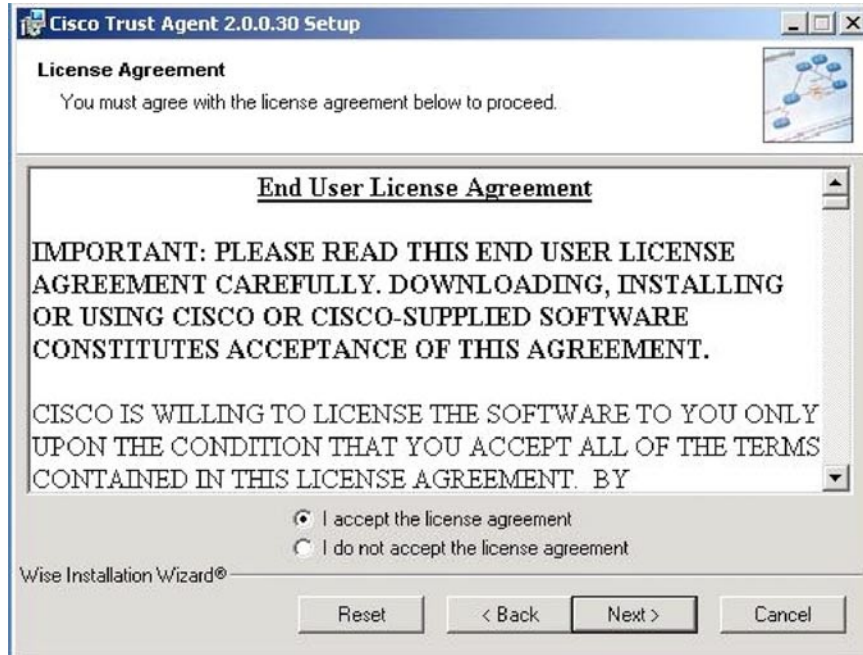 Cisco Trust Agent 2.0.0.30 Setup
License Agreement
You must agree with the license agreement below to proceed.
End User License Agreement
IMPORTANT: PLEASE READ THIS END USER LICENSE
AGREEMENT CAREFULLY. DOWNLOADING, INSTALLING
OR USING CISCO OR CISCO-SUPPLIED SOFTWARE
CONSTITUTES ACCEPTANCE OF THIS AGREEMENT.
CISCO IS WILLING TO LICENSE THE SOFTWARE TO YOU ONLY
UPON THE CONDITION THAT YOU ACCEPT ALL OF THE TERMS
CONTAINED IN THIS LICENSE AGREEMENT. BY
I accept the license agreement
I do not accept the license agreement
Wise Installation Wizard®
Reset
< Back
Next >
Cancel